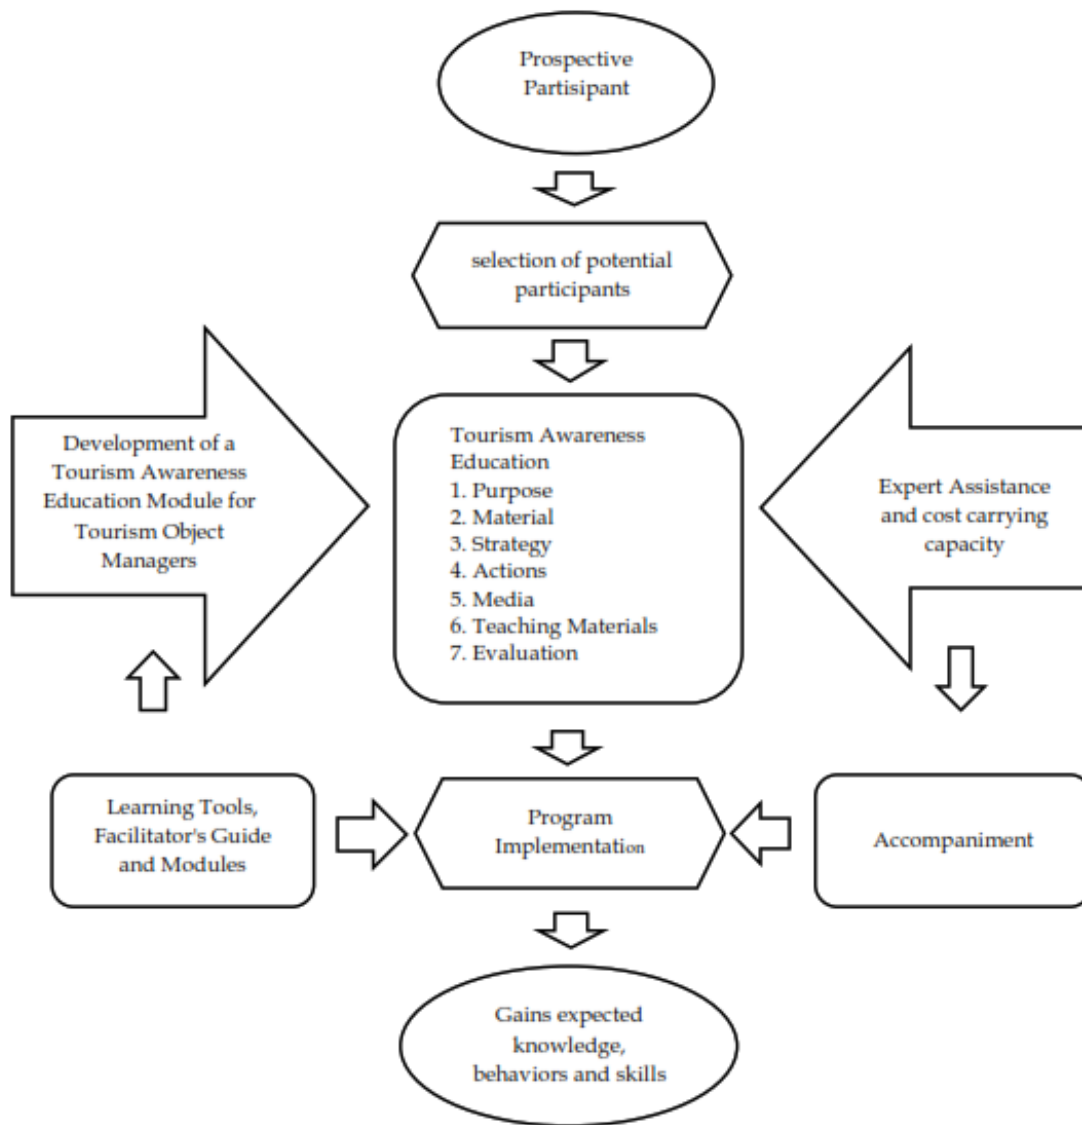 Prospective
Partisipant
selection of potential
participants
Development of a
Tourism Awareness
Education Module for
Tourism Object
Managers
Tourism Awareness
Education
1. Purpose
2. Material
3. Strategy
4. Actions
5. Media
6. Teaching Materials
7. Evaluation
Expert Assistance
and cost carrying
capacity
Learning Tools,
Facilitator's Guide
and Modules
Program
Implementation
Accompaniment
Gains expected
knowledge,
behaviors and skills